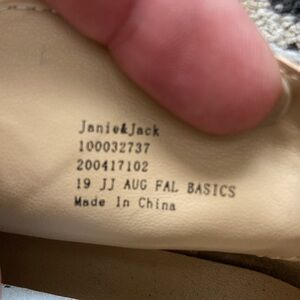 Janie&Jack
100032737
200417102
19 JJ AUG FAL BASICS
Made In China